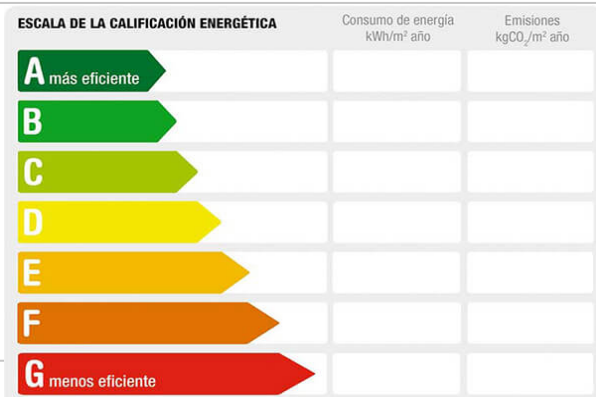 ESCALA DE LA CALIFICACIÓN ENERGÉTICA
Consumo de energía
kWh/m² año
Emisiones
kgCO₂/m² año
A más eficiente
B
C
D
E
F
G menos eficiente